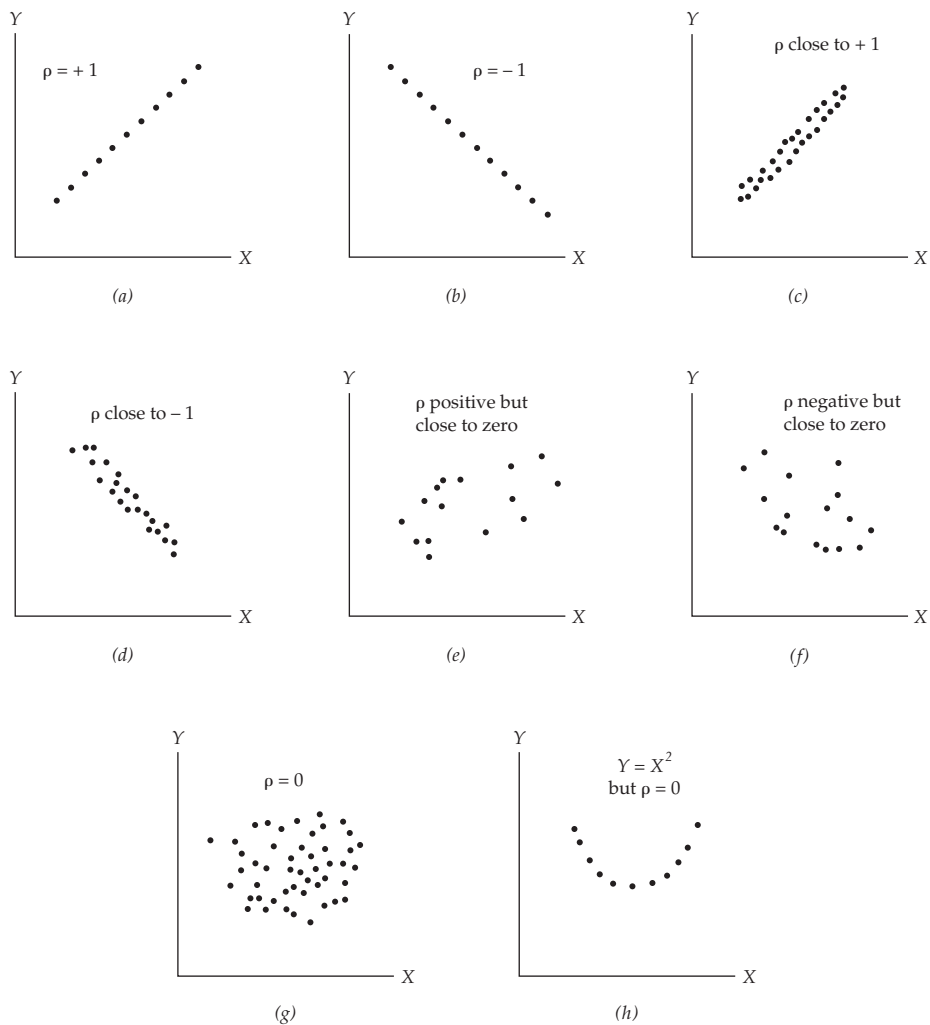 Y
ρ = + 1
X
(a)
Y
ρ = – 1
X
(b)
Y
ρ close to + 1
X
(c)
Y
ρ close to – 1
X
(d)
Y
ρ positive but
close to zero
X
(e)
Y
ρ negative but
close to zero
X
(f)
Y
ρ = 0
X
(g)
Y
Y = X²
but ρ = 0
X
(h)